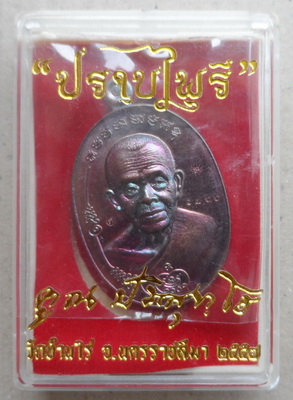 “ปราบไพรี”
คูณ ปริสุทฺโธ
วัดบ้านไร่ จ.นครราชสีมา ๒๕๕๗